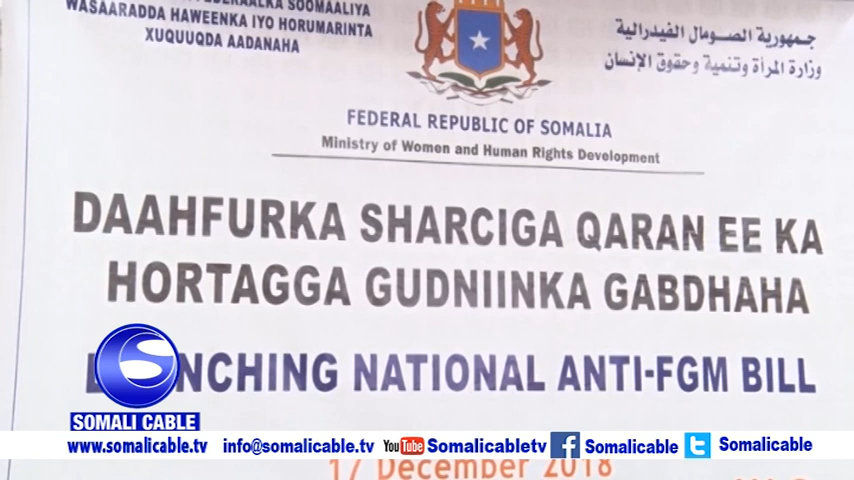 SOOMAALIYA
WASAARADDA HAWEENKA IYO HORUMARINTA
XUQUUQDA AADANAHA
جمهورية الصومال الفيدرالية
وزارة المرأة وتنمية وحقوق الإنسان
FEDERAL REPUBLIC OF SOMALIA
Ministry of Women and Human Rights Development
DAAHFURKA SHARCIGA QARAN EE KA
HORTAGGA GUDNIINKA GABDHAHA
NCHING NATIONAL ANTI-FGM BILL
17 December 2018
S
SOMALI CABLE
www.somalicable.tv info@somalicable.tv YouTube Somalicabletv f Somalicable Somalicable